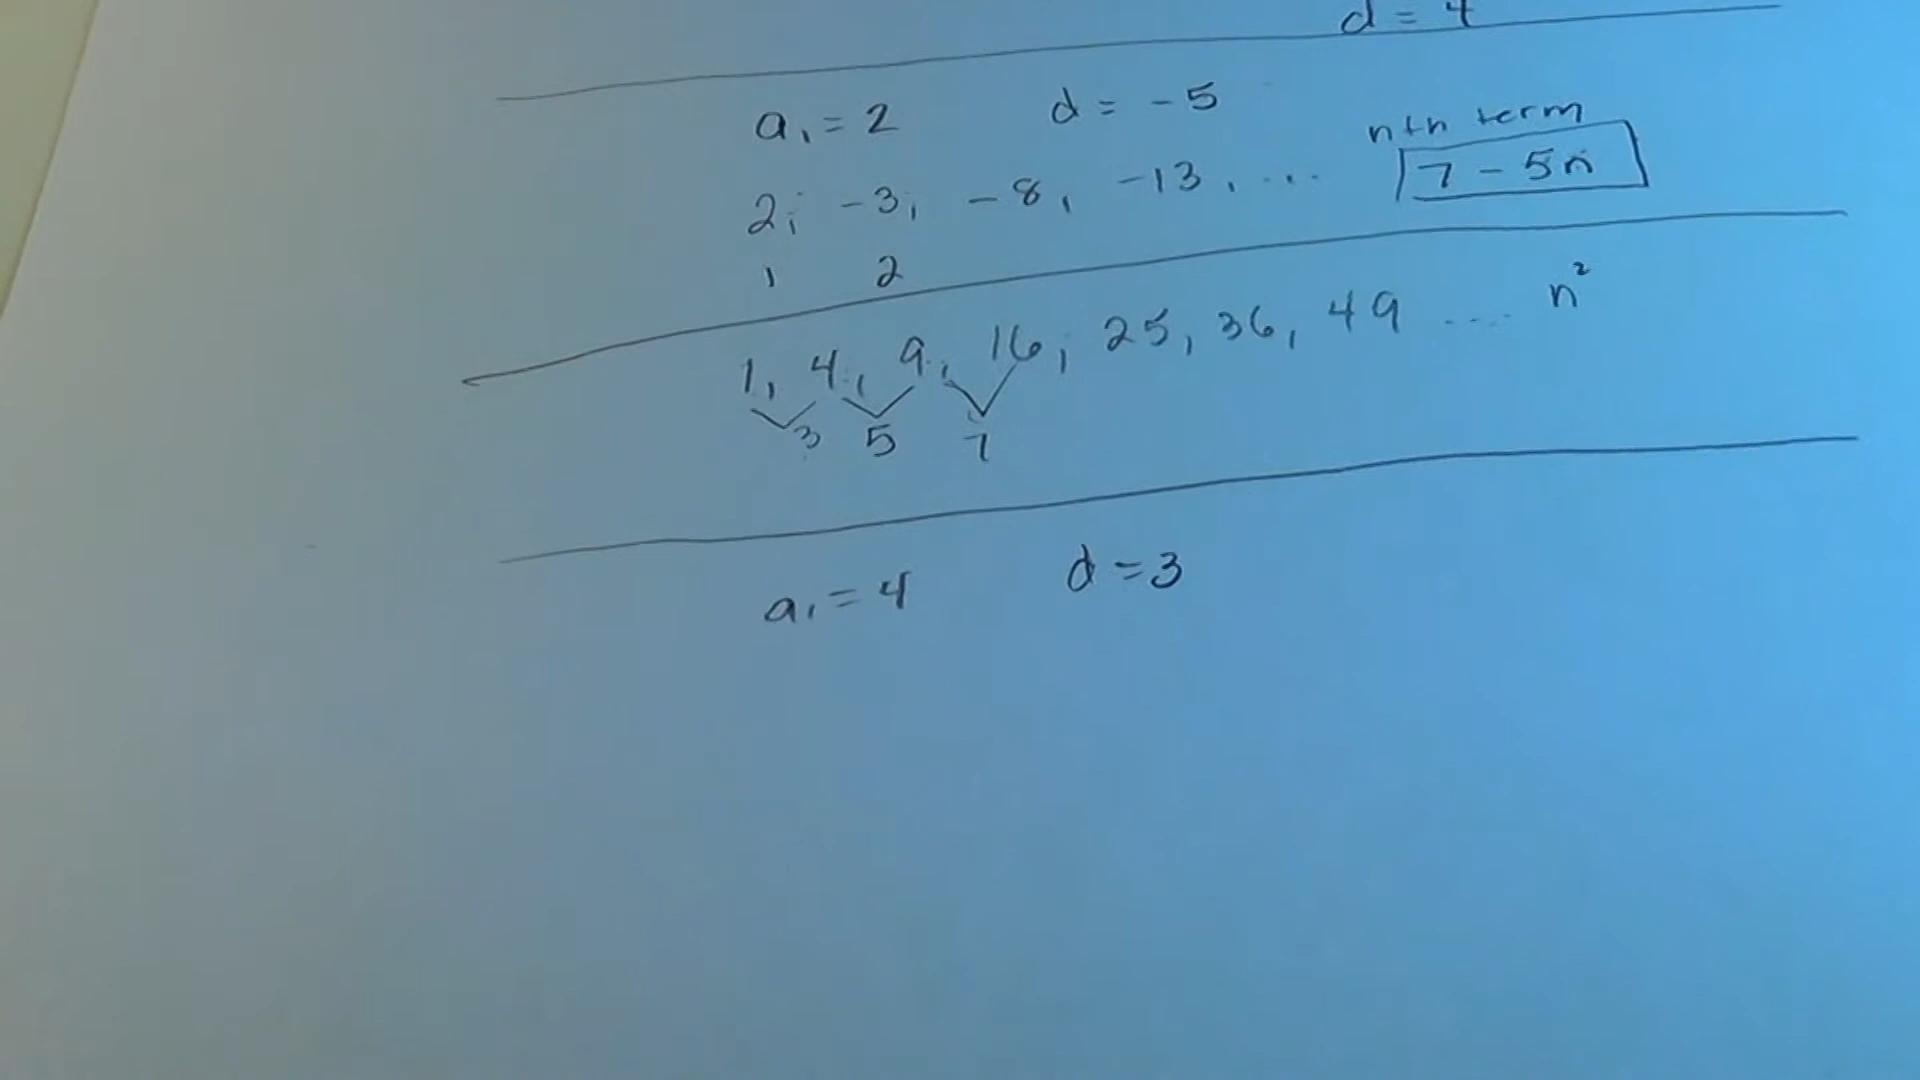 d = 4
a₁ = 2 d = -5
nth term
2, -3, -8, -13, ... 7 - 5n
1 2
1, 4, 9, 16, 25, 36, 49 .... n²
3 5 7
a₁ = 4 d = 3